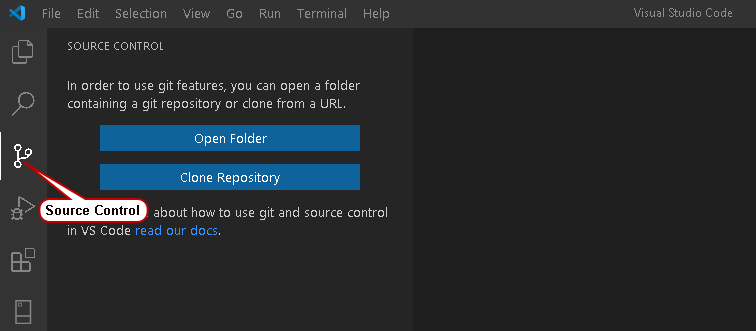 File Edit Selection View Go Run Terminal Help Visual Studio Code
SOURCE CONTROL
In order to use git features, you can open a folder
containing a git repository or clone from a URL.
Open Folder
Clone Repository
Source Control
about how to use git and source control
in VS Code read our docs.